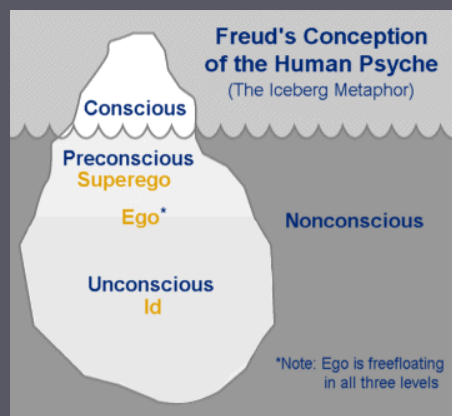 Freud's Conception
of the Human Psyche
(The Iceberg Metaphor)
Conscious
Preconscious
Superego
Ego*
Nonconscious
Unconscious
Id
*Note: Ego is freefloating
in all three levels